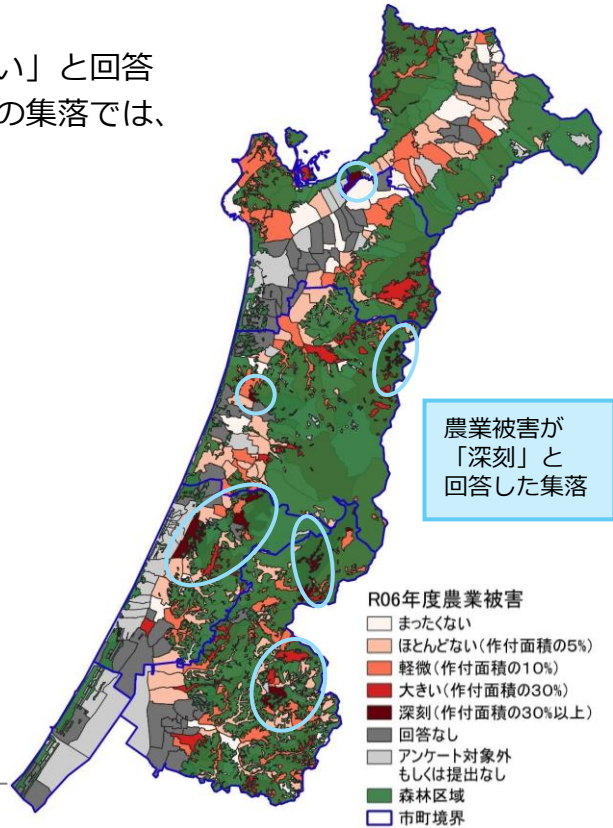 い」と回答
の集落では、
農業被害が
「深刻」と
回答した集落
R06年度農業被害
まったくない
ほとんどない(作付面積の5%)
軽微(作付面積の10%)
大きい(作付面積の30%)
深刻(作付面積の30%以上)
回答なし
アンケート対象外
もしくは提出なし
森林区域
市町境界